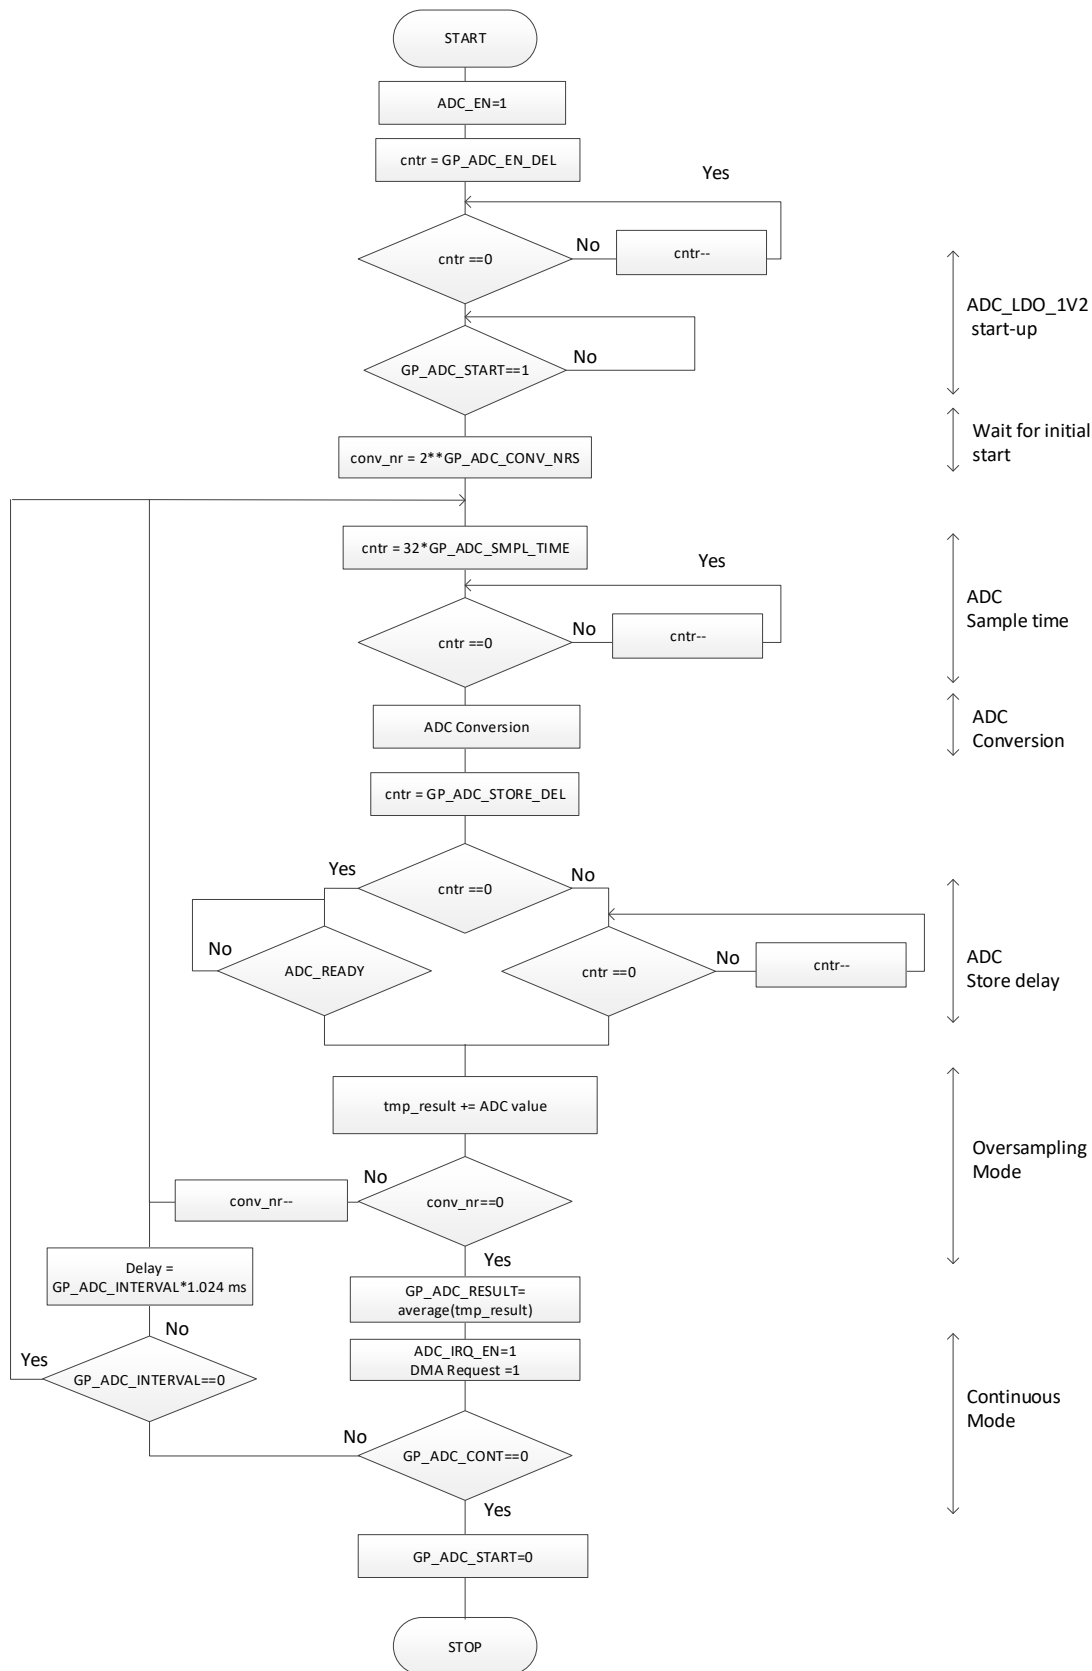 START
ADC_EN=1
cntr = GP_ADC_EN_DEL
Yes
cntr ==0
No
cntr--
ADC_LDO_1V2
start-up
GP_ADC_START==1
No
Wait for initial
start
conv_nr = 2**GP_ADC_CONV_NRS
cntr = 32*GP_ADC_SMPL_TIME
Yes
cntr ==0
No
cntr--
ADC
Sample time
ADC Conversion
ADC
Conversion
cntr = GP_ADC_STORE_DEL
Yes
cntr ==0
No
No
ADC_READY
cntr ==0
No
cntr--
ADC
Store delay
tmp_result += ADC value
Oversampling
Mode
conv_nr--
No
conv_nr==0
Yes
Delay =
GP_ADC_INTERVAL*1.024 ms
GP_ADC_RESULT=
average(tmp_result)
No
Yes
GP_ADC_INTERVAL==0
ADC_IRQ_EN=1
DMA Request =1
Continuous
Mode
No
GP_ADC_CONT==0
Yes
GP_ADC_START=0
STOP